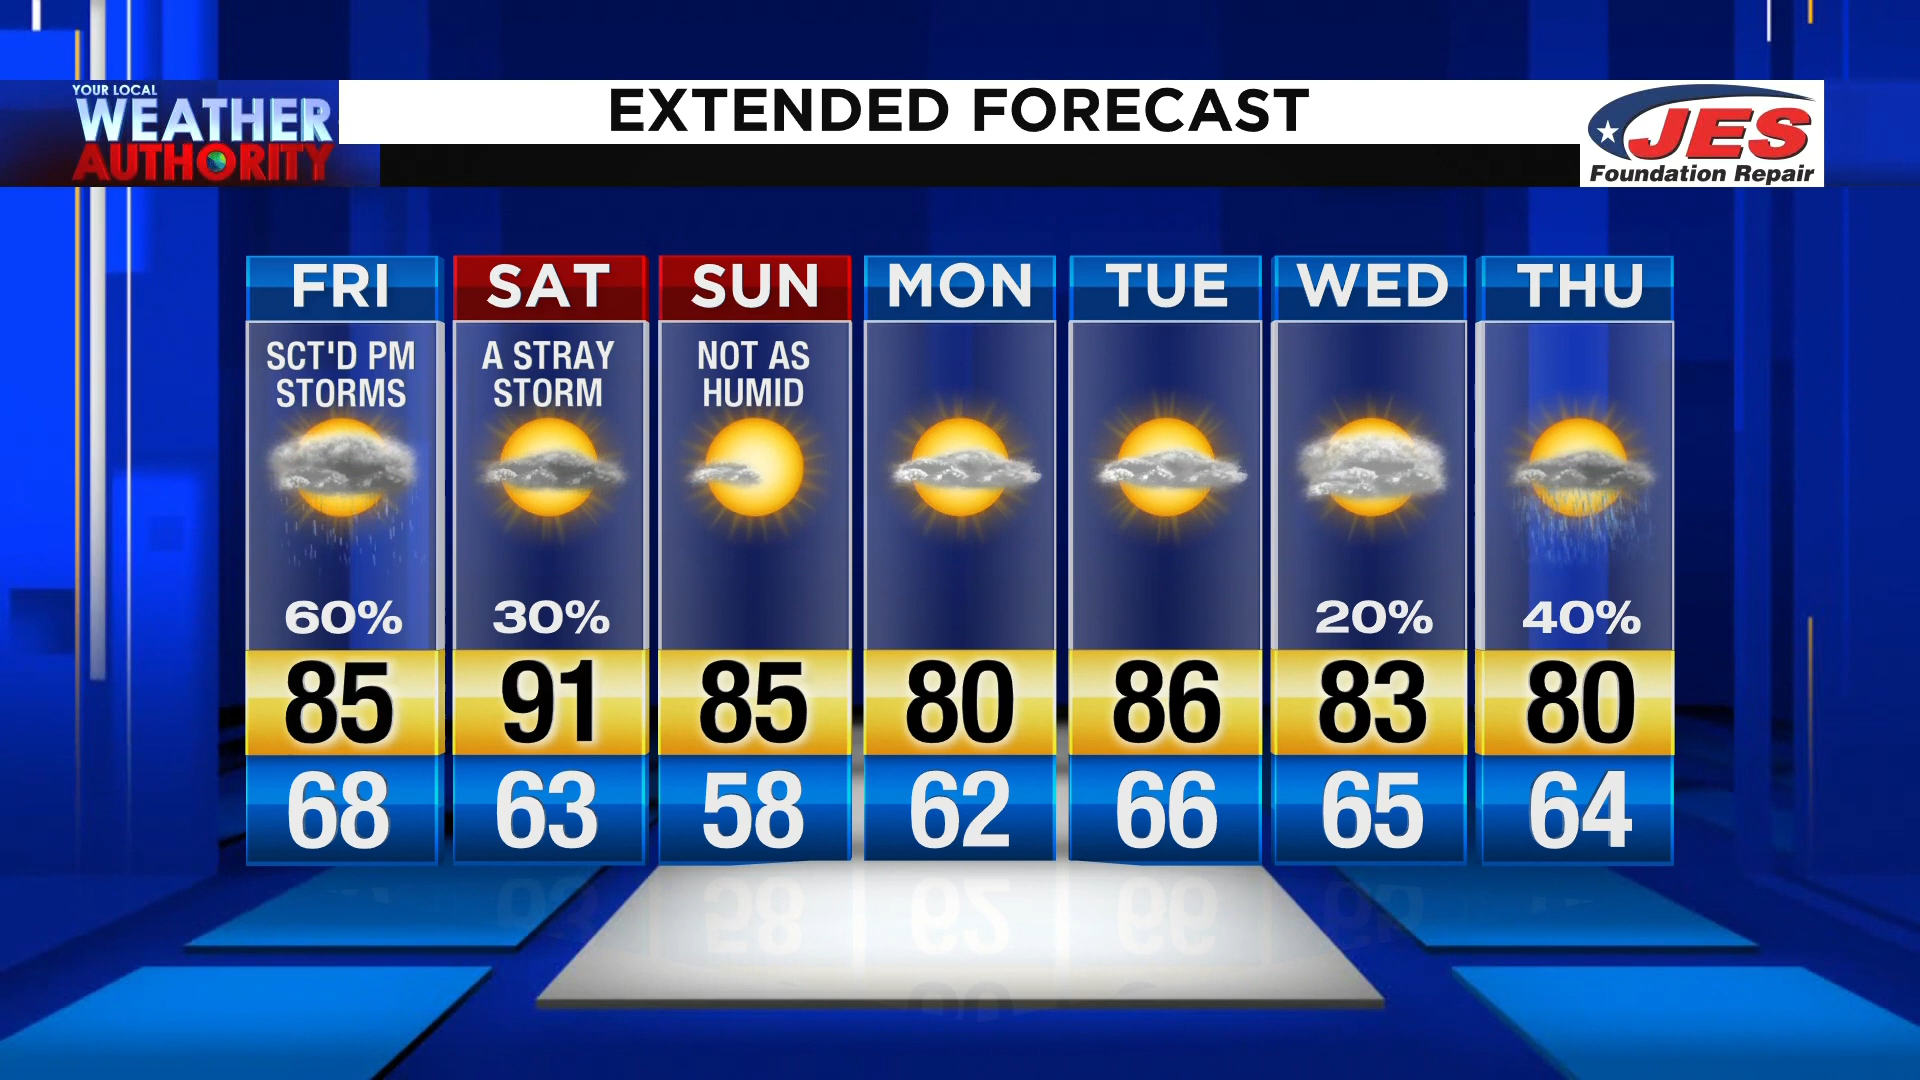 YOUR LOCAL
WEATHER
AUTHORITY
EXTENDED FORECAST
JES
Foundation Repair
FRI SAT SUN MON TUE WED THU
SCT'D PM
STORMS
A STRAY
STORM
NOT AS
HUMID
60% 30% 20% 40%
85 91 85 80 86 83 80
68 63 58 62 66 65 64